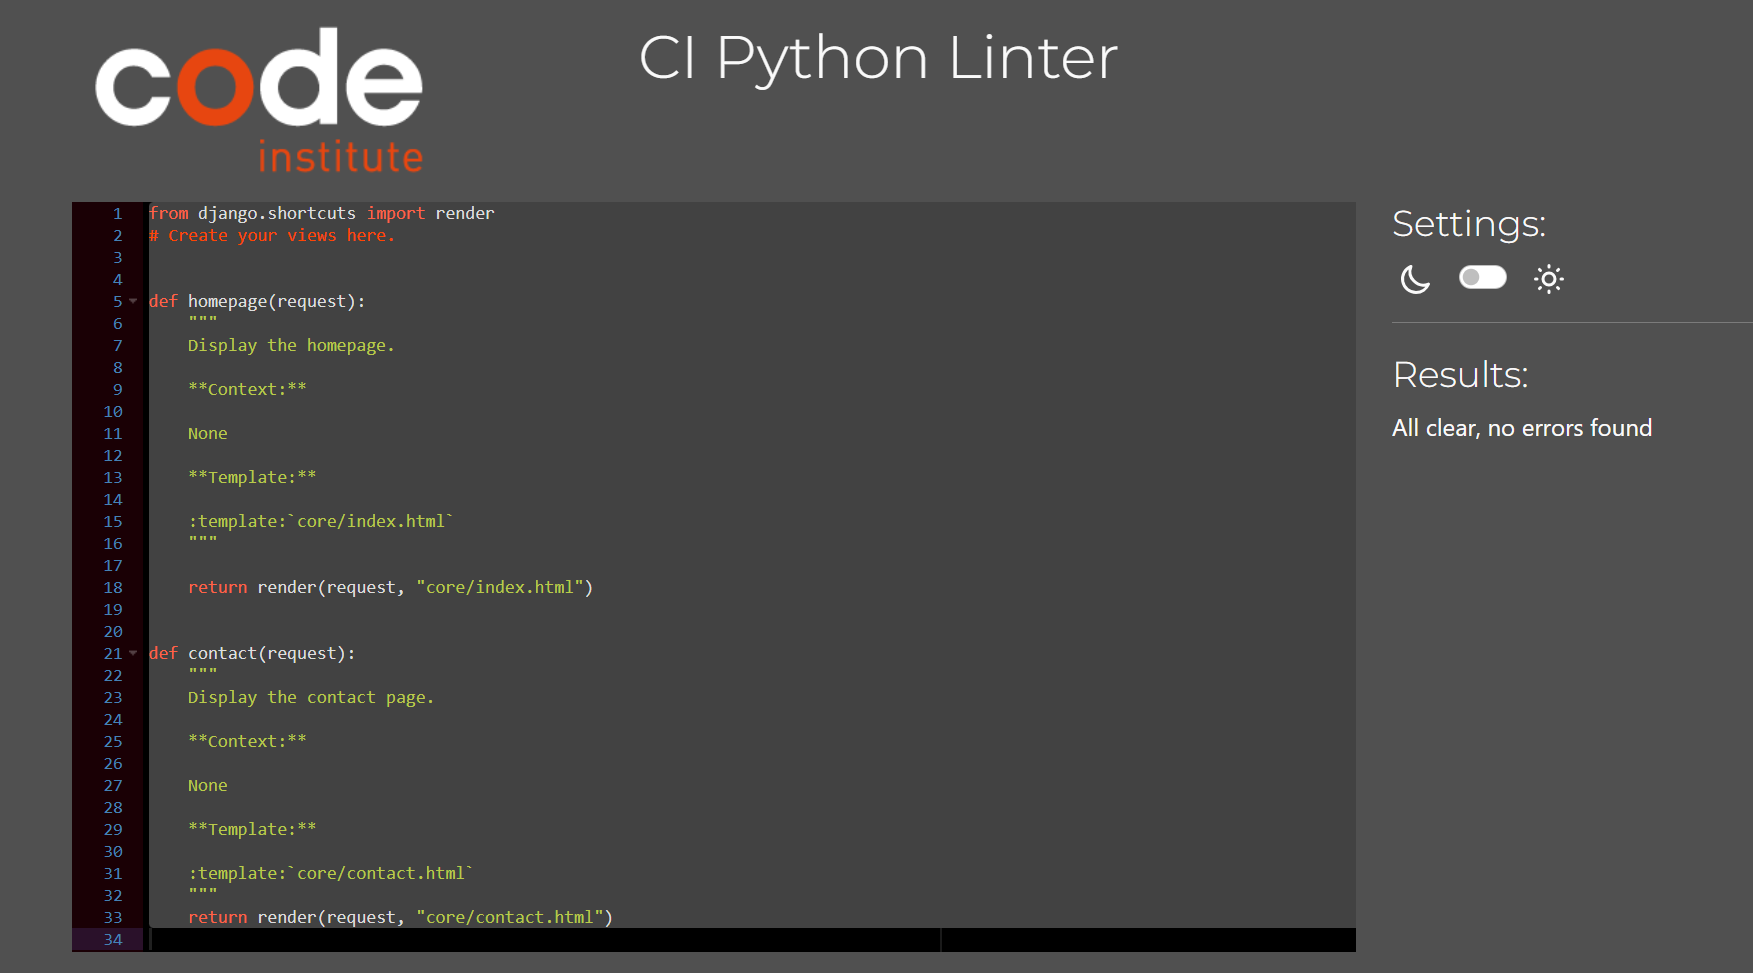 code
institute
CI Python Linter
1 from django.shortcuts import render
2 # Create your views here.
3
4
5 def homepage(request):
6     """
7     Display the homepage.
8
9     **Context:**
10
11     None
12
13     **Template:**
14
15     :template:`core/index.html`
16     """
17
18     return render(request, "core/index.html")
19
20
21 def contact(request):
22     """
23     Display the contact page.
24
25     **Context:**
26
27     None
28
29     **Template:**
30
31     :template:`core/contact.html`
32     """
33     return render(request, "core/contact.html")
34
Settings:
Results:
All clear, no errors found